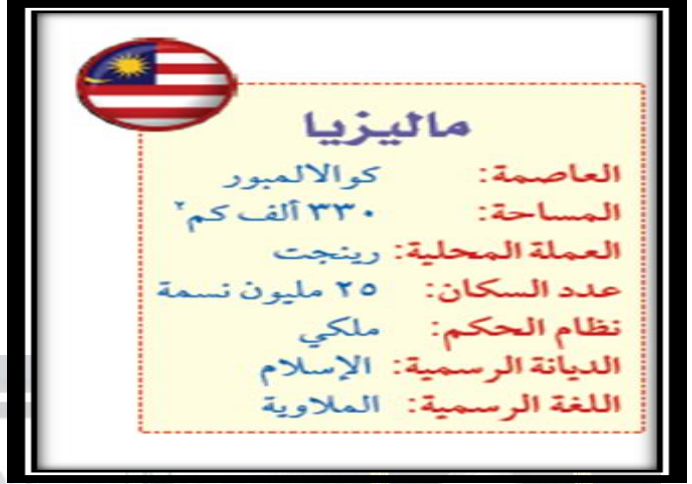 ماليزيا
العاصمة: كوالالمبور
المساحة: ٣٣٠ ألف كم٢
العملة المحلية: رينجت
عدد السكان: ٢٥ مليون نسمة
نظام الحكم: ملكي
الديانة الرسمية: الإسلام
اللغة الرسمية: الملاوية